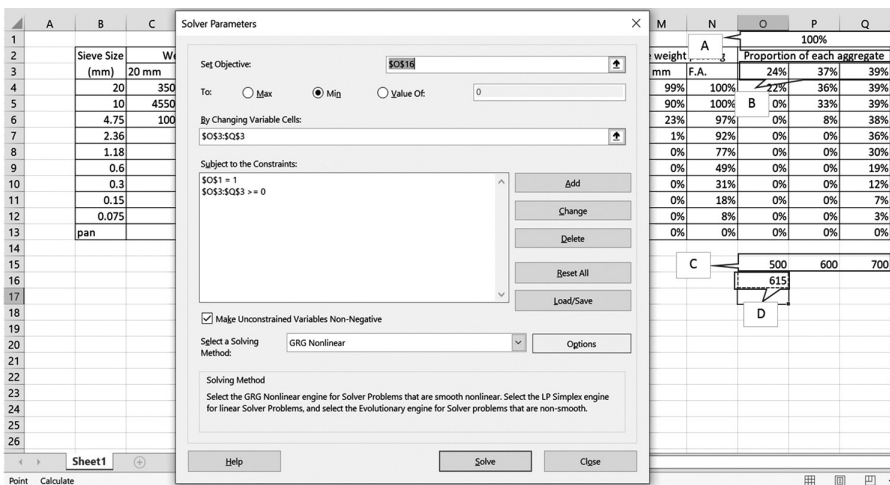 A B C M N O P Q
Solver Parameters
1 100%
A
2 Sieve Size We e weight p ing Proportion of each aggregate
3 (mm) 20 mm mm F.A. 24% 37% 39%
4 20 350 99% 100% 22% 36% 39%
5 10 4550 90% 100% 0% 33% 39%
B
6 4.75 100 23% 97% 0% 8% 38%
7 2.36 1% 92% 0% 0% 36%
8 1.18 0% 77% 0% 0% 30%
9 0.6 0% 49% 0% 0% 19%
10 0.3 0% 31% 0% 0% 12%
11 0.15 0% 18% 0% 0% 7%
12 0.075 0% 8% 0% 0% 3%
13 pan 0% 0% 0% 0% 0%
14
15 C 500 600 700
16 615
17
18 D
19
20
21
22
23
24
25
26
Set Objective: $O$16
To: Max Min Value Of: 0
By Changing Variable Cells:
$O$3:$Q$3
Subject to the Constraints:
$O$1 = 1
$O$3:$Q$3 >= 0
Add
Change
Delete
Reset All
Load/Save
Make Unconstrained Variables Non-Negative
Select a Solving
Method:
GRG Nonlinear
Options
Solving Method
Select the GRG Nonlinear engine for Solver Problems that are smooth nonlinear. Select the LP Simplex engine
for linear Solver Problems, and select the Evolutionary engine for Solver problems that are non-smooth.
Help Solve Close
Sheet1
Point Calculate